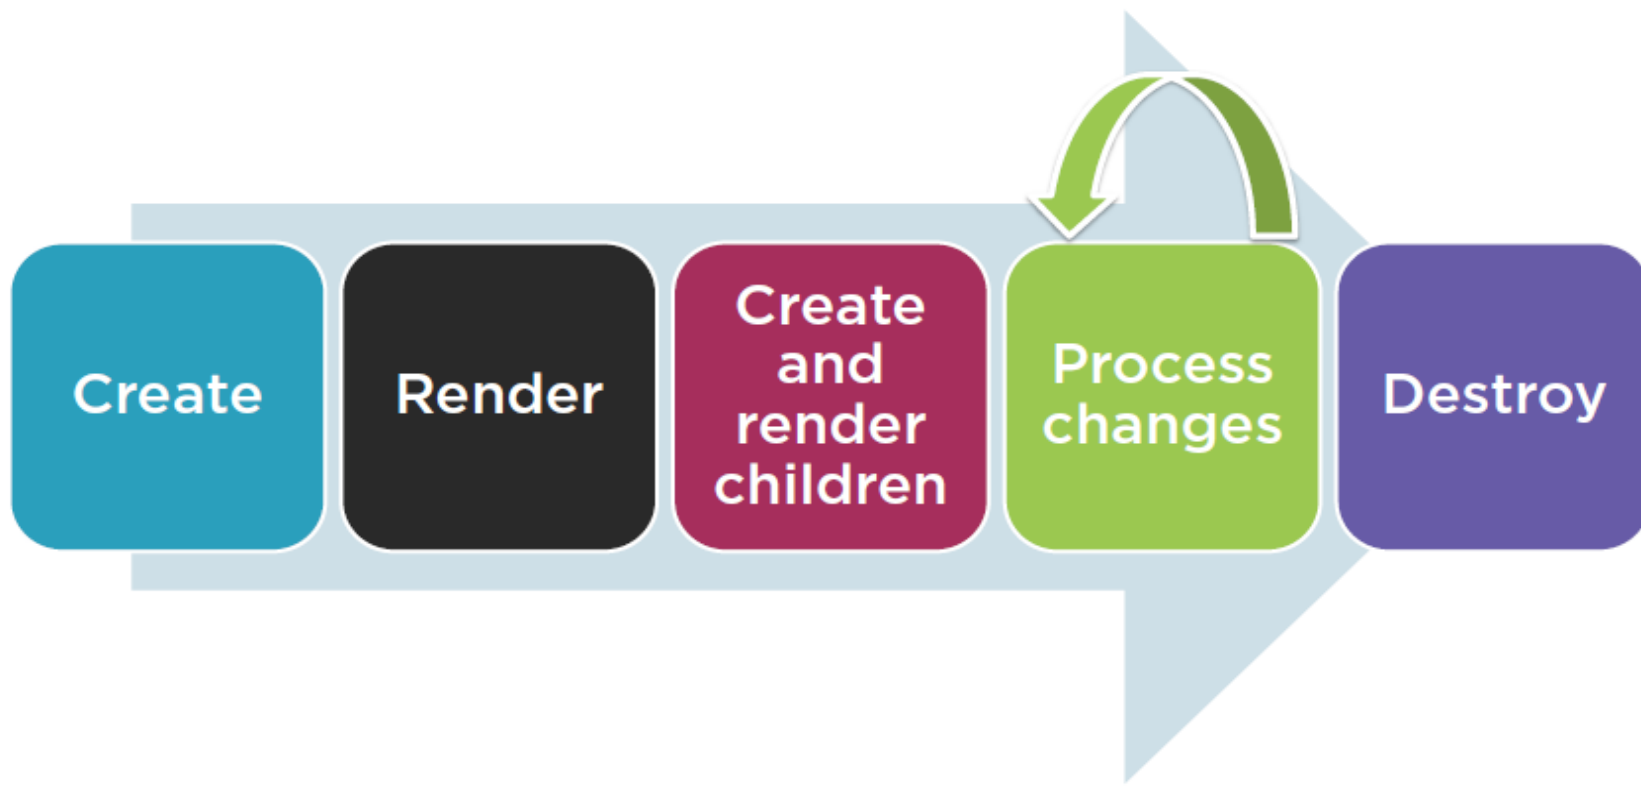 Create
Render
Create
and
render
children
Process
changes
Destroy